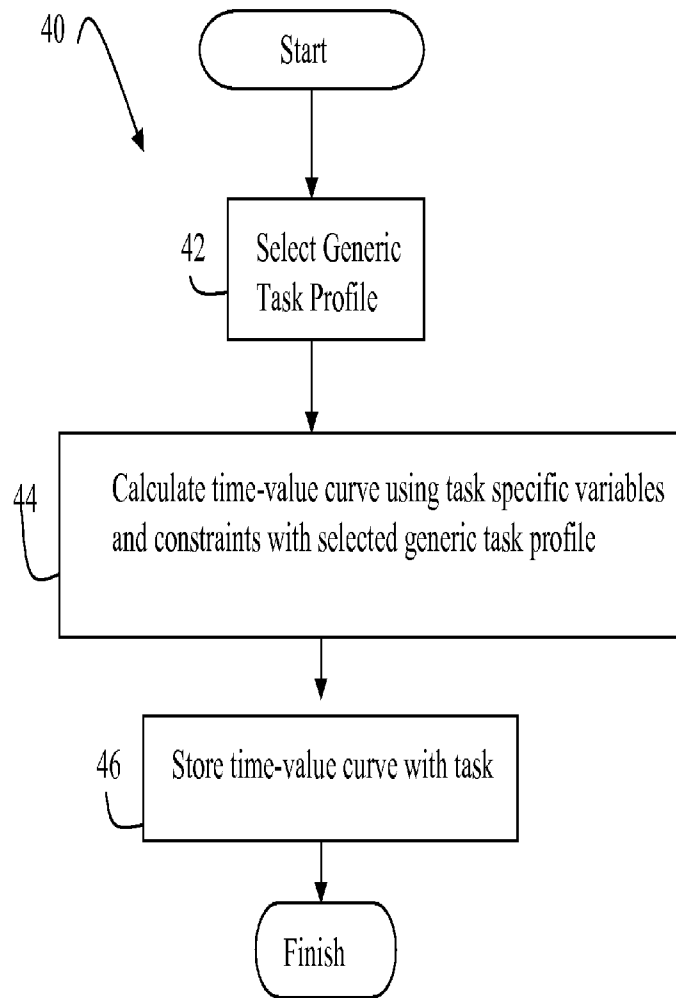 40
Start
42
Select Generic
Task Profile
44
Calculate time-value curve using task specific variables
and constraints with selected generic task profile
46
Store time-value curve with task
Finish